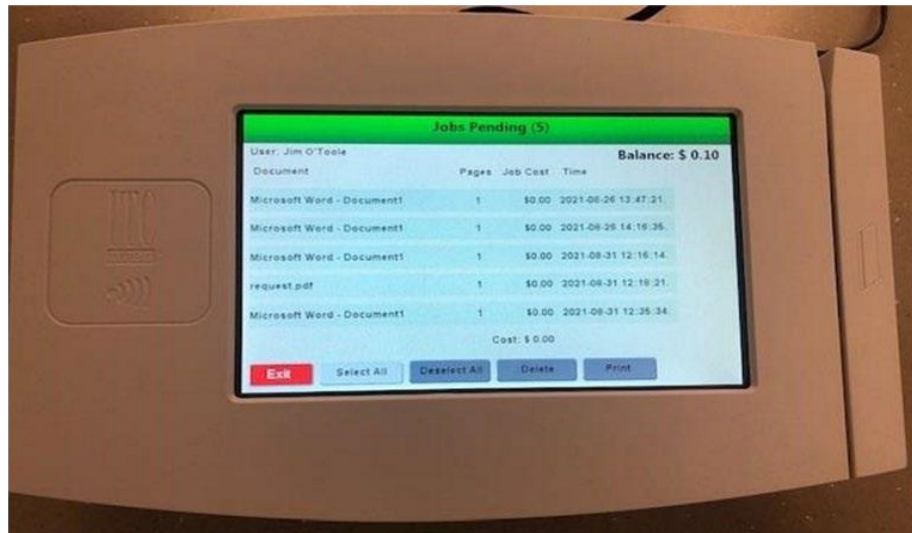 Jobs Pending (5)
User: Jim O'Toole Balance: $ 0.10
Document Pages Job Cost Time
Microsoft Word - Document1 1 $0.00 2021-08-26 13:47:21.
Microsoft Word - Document1 1 $0.00 2021-08-26 14:16:35.
Microsoft Word - Document1 1 $0.00 2021-08-31 12:16:14.
request.pdf 1 $0.00 2021-08-31 12:18:21.
Microsoft Word - Document1 1 $0.00 2021-08-31 12:35:34.
Cost: $ 0.00
Exit Select All Deselect All Delete Print
ITC